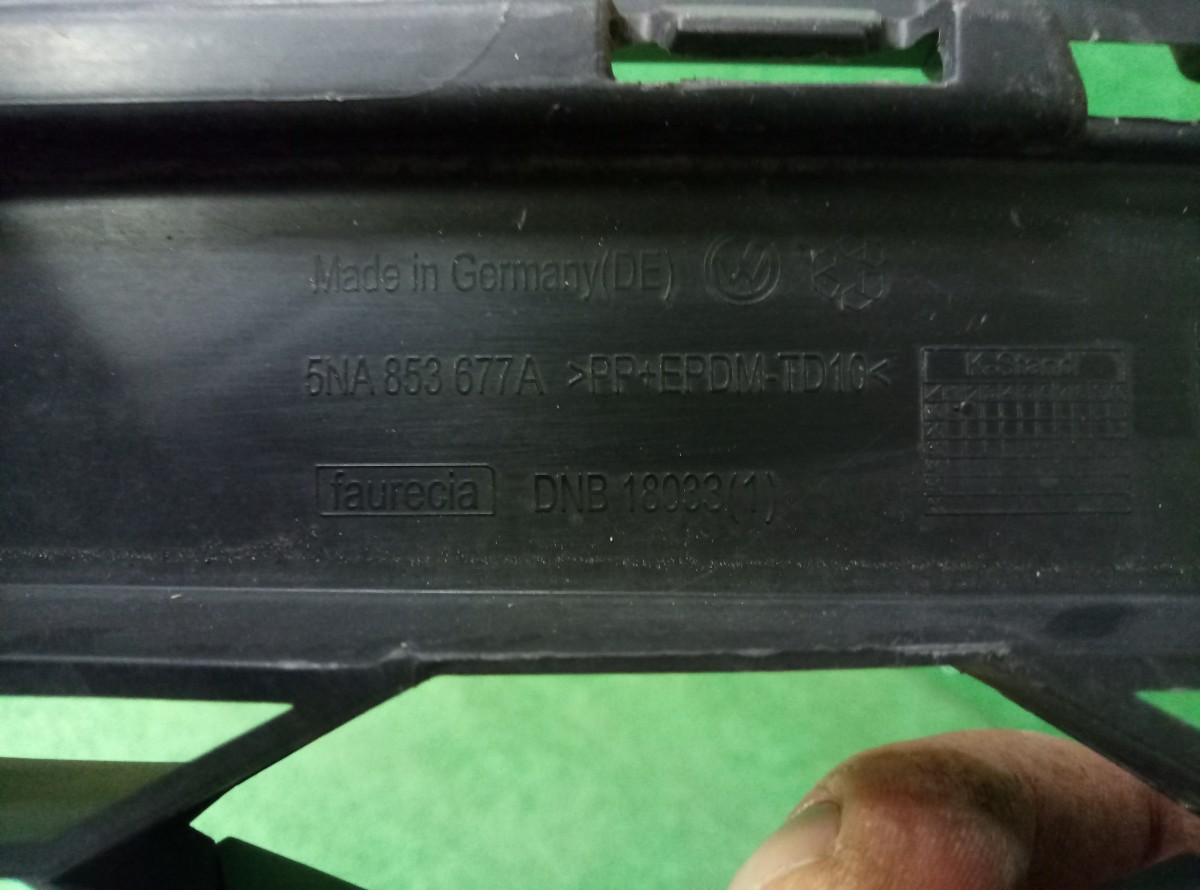 Made in Germany(DE)
5NA 853 677A >PP+EPDM-TD10<
K-Stand
faurecia DNB 18033(1)